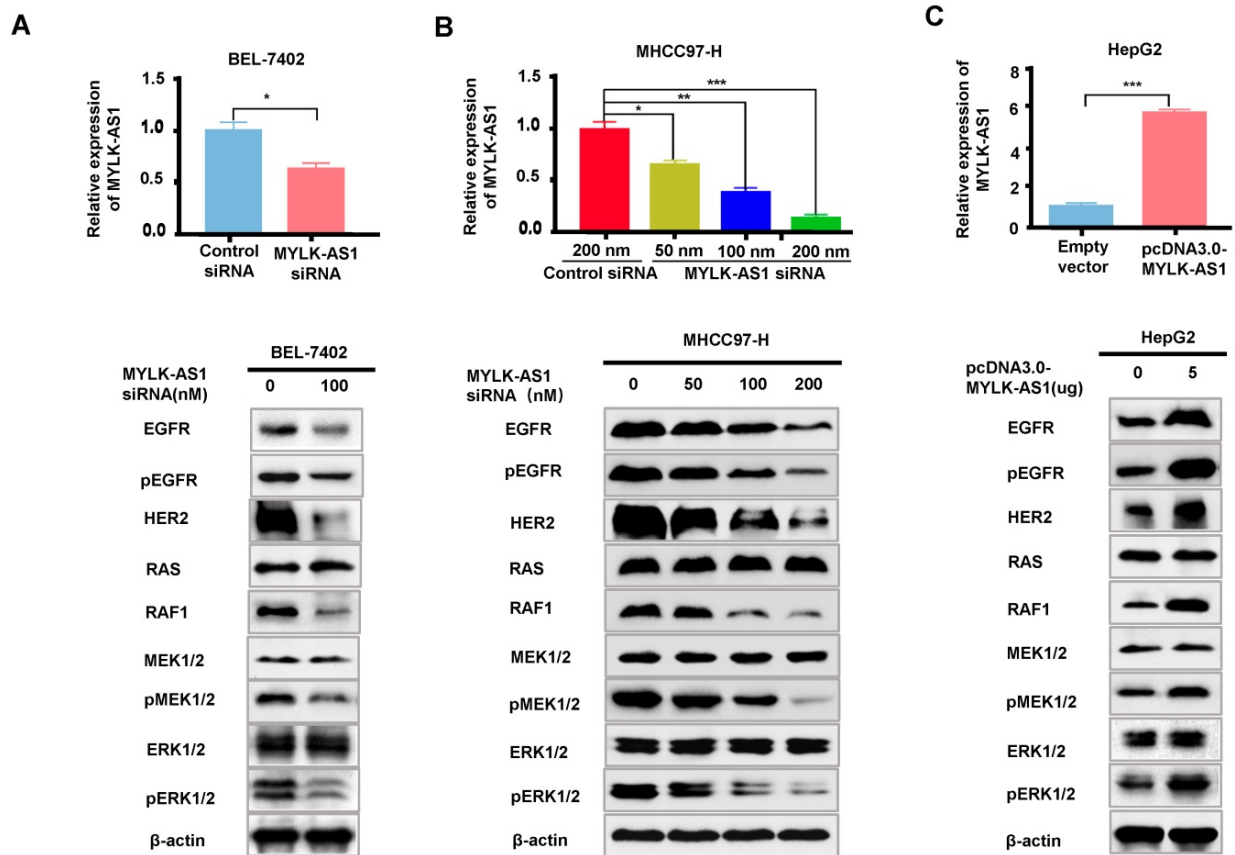 A
BEL-7402
Relative expression
of MYLK-AS1
1.5
1.0
0.5
0.0
*
Control
siRNA
MYLK-AS1
siRNA
B
MHCC97-H
Relative expression
of MYLK-AS1
1.5
1.0
0.5
0.0
***
**
*
200 nm
50 nm
100 nm
200 nm
Control siRNA
MYLK-AS1 siRNA
C
HepG2
Relative expression of
MYLK-AS1
8
6
4
2
0
***
Empty
vector
pcDNA3.0-
MYLK-AS1
BEL-7402
MYLK-AS1
siRNA(nM)
0 100
EGFR
pEGFR
HER2
RAS
RAF1
MEK1/2
pMEK1/2
ERK1/2
pERK1/2
β-actin
MHCC97-H
MYLK-AS1
siRNA (nM)
0 50 100 200
EGFR
pEGFR
HER2
RAS
RAF1
MEK1/2
pMEK1/2
ERK1/2
pERK1/2
β-actin
HepG2
pcDNA3.0-
MYLK-AS1(ug)
0 5
EGFR
pEGFR
HER2
RAS
RAF1
MEK1/2
pMEK1/2
ERK1/2
pERK1/2
β-actin